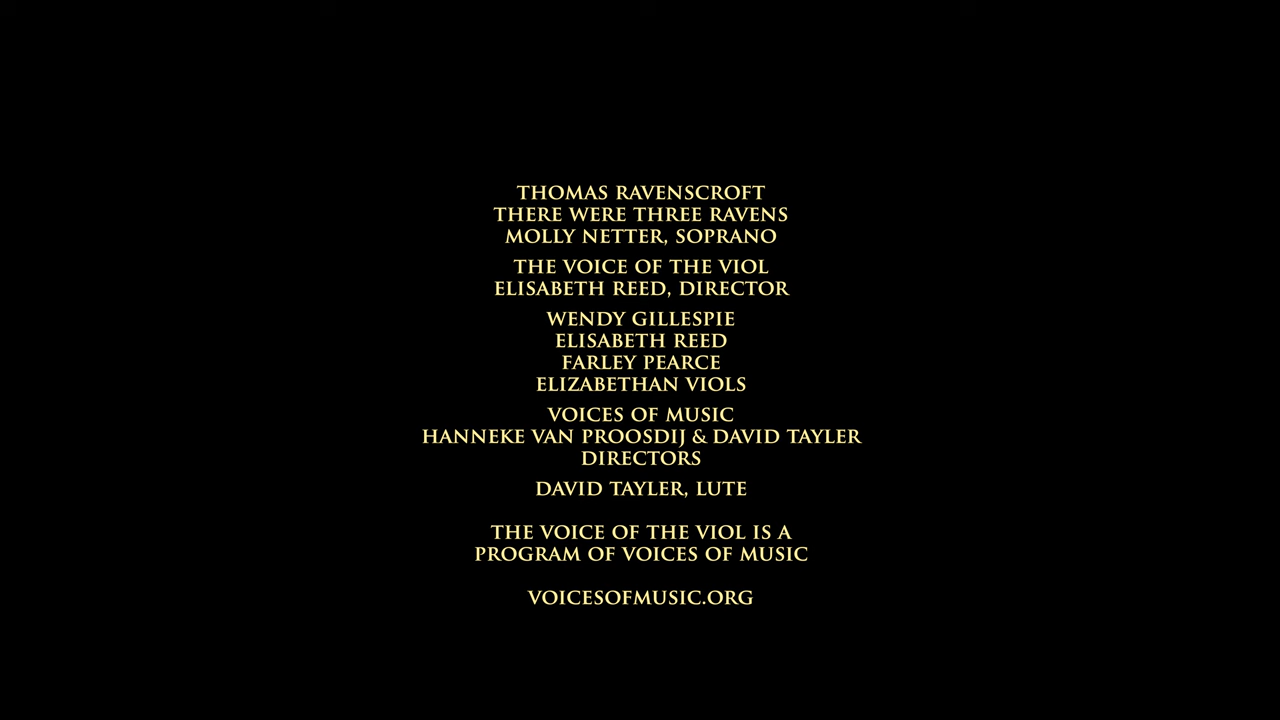 THOMAS RAVENSCROFT
THERE WERE THREE RAVENS
MOLLY NETTER, SOPRANO
THE VOICE OF THE VIOL
ELISABETH REED, DIRECTOR
WENDY GILLESPIE
ELISABETH REED
FARLEY PEARCE
ELIZABETHAN VIOLS
VOICES OF MUSIC
HANNEKE VAN PROOSDIJ & DAVID TAYLER
DIRECTORS
DAVID TAYLER, LUTE
THE VOICE OF THE VIOL IS A
PROGRAM OF VOICES OF MUSIC
VOICESOFMUSIC.ORG